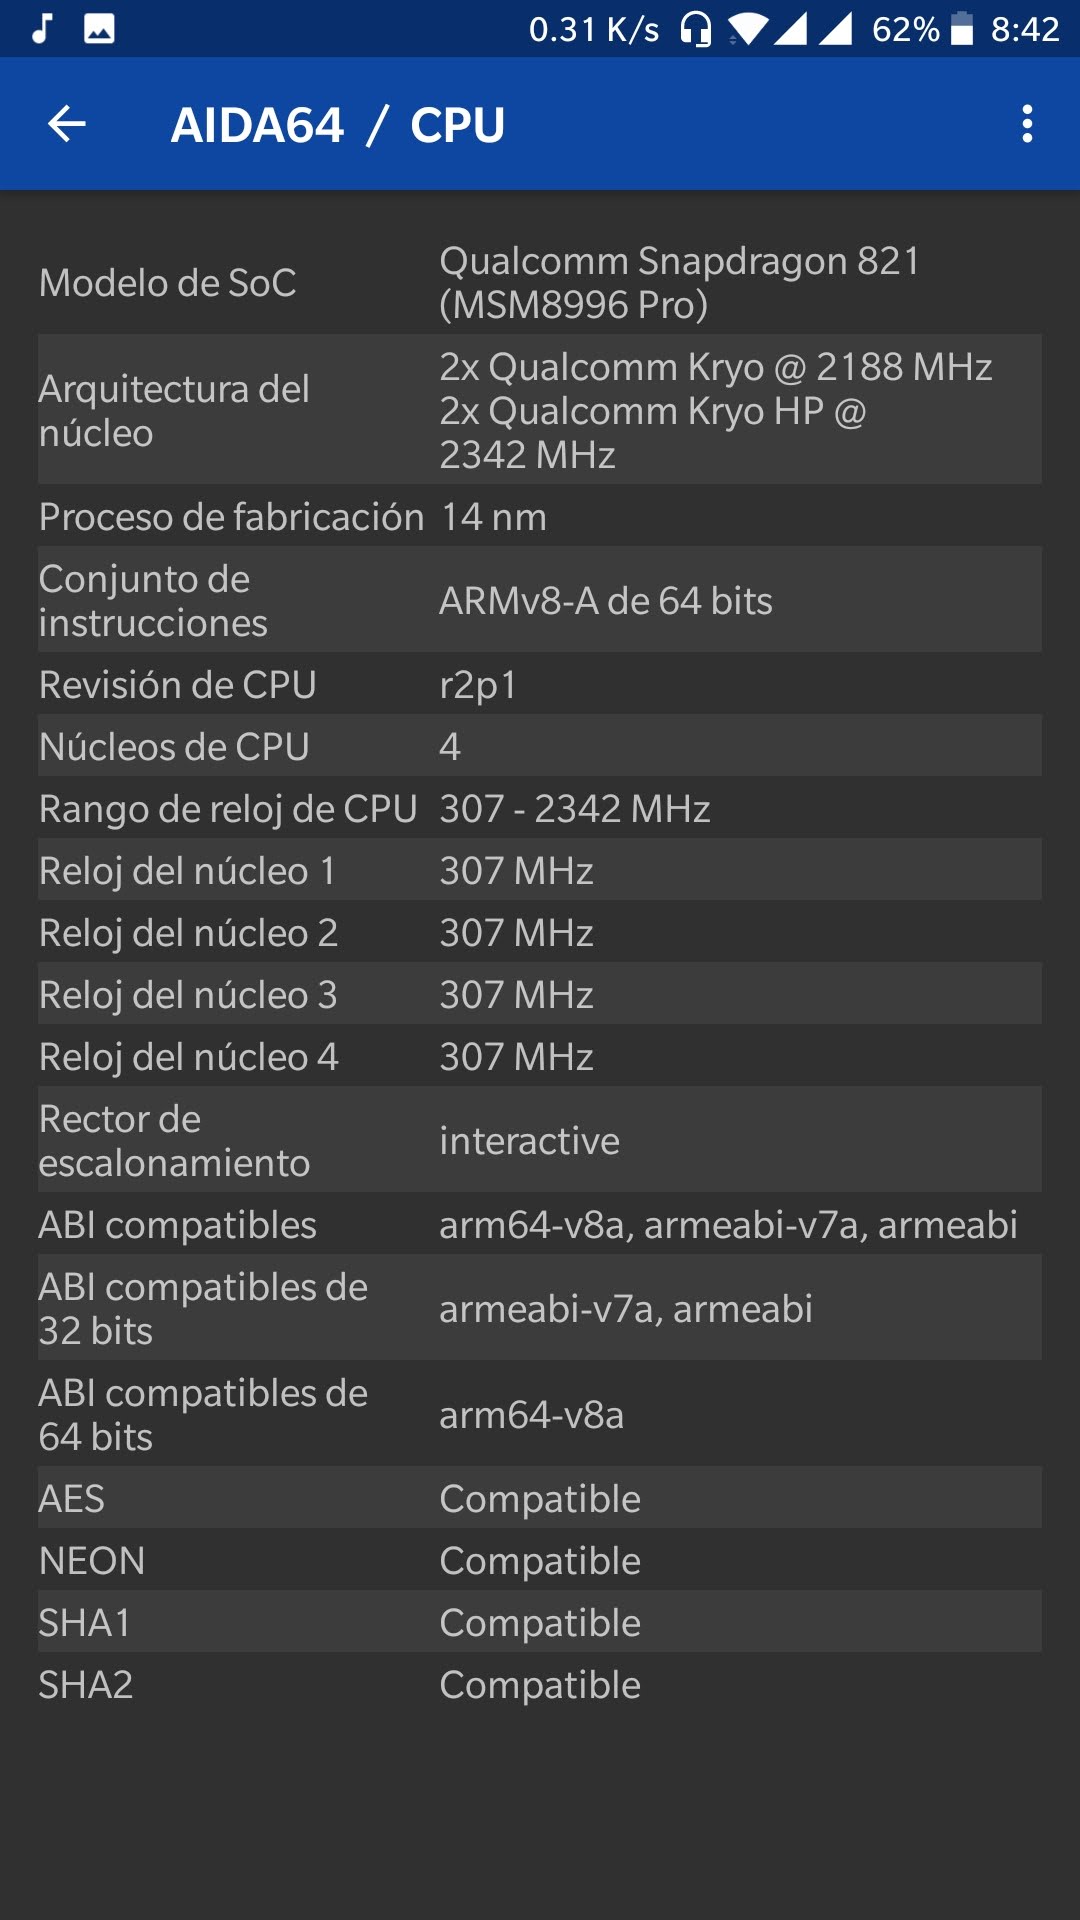 0.31 K/s 62% 8:42
AIDA64 / CPU
Modelo de SoC
Qualcomm Snapdragon 821
(MSM8996 Pro)
Arquitectura del
núcleo
2x Qualcomm Kryo @ 2188 MHz
2x Qualcomm Kryo HP @
2342 MHz
Proceso de fabricación 14 nm
Conjunto de
instrucciones
ARMv8-A de 64 bits
Revisión de CPU r2p1
Núcleos de CPU 4
Rango de reloj de CPU 307 - 2342 MHz
Reloj del núcleo 1 307 MHz
Reloj del núcleo 2 307 MHz
Reloj del núcleo 3 307 MHz
Reloj del núcleo 4 307 MHz
Rector de
escalonamiento
interactive
ABI compatibles arm64-v8a, armeabi-v7a, armeabi
ABI compatibles de
32 bits
armeabi-v7a, armeabi
ABI compatibles de
64 bits
arm64-v8a
AES Compatible
NEON Compatible
SHA1 Compatible
SHA2 Compatible